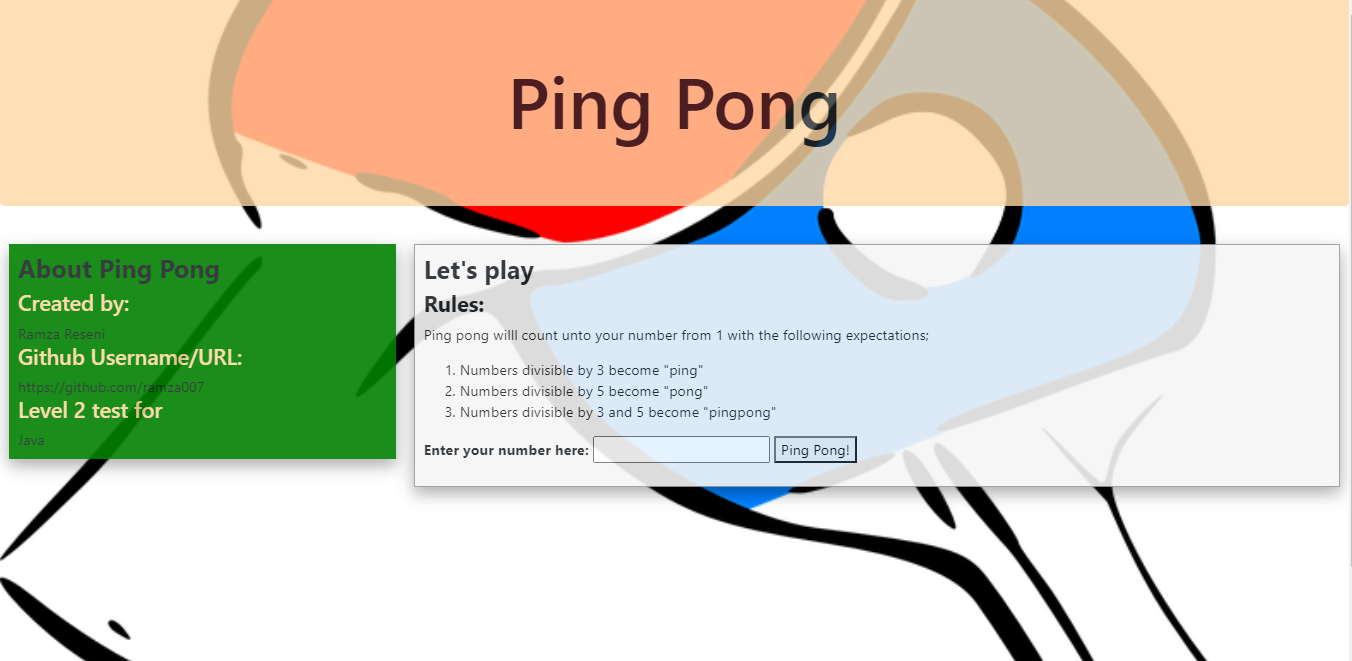 Ping Pong
About Ping Pong
Created by:
Ramza Reseni
Github Username/URL:
https://github.com/ramza007
Level 2 test for
Java
Let's play
Rules:
Ping pong willl count unto your number from 1 with the following expectations;
1. Numbers divisible by 3 become "ping"
2. Numbers divisible by 5 become "pong"
3. Numbers divisible by 3 and 5 become "pingpong"
Enter your number here: Ping Pong!